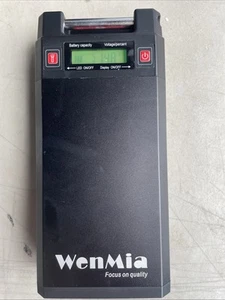 Battery capacity Voltage/percent
LED ON/OFF Display ON/OFF
WenMia
Focus on quality